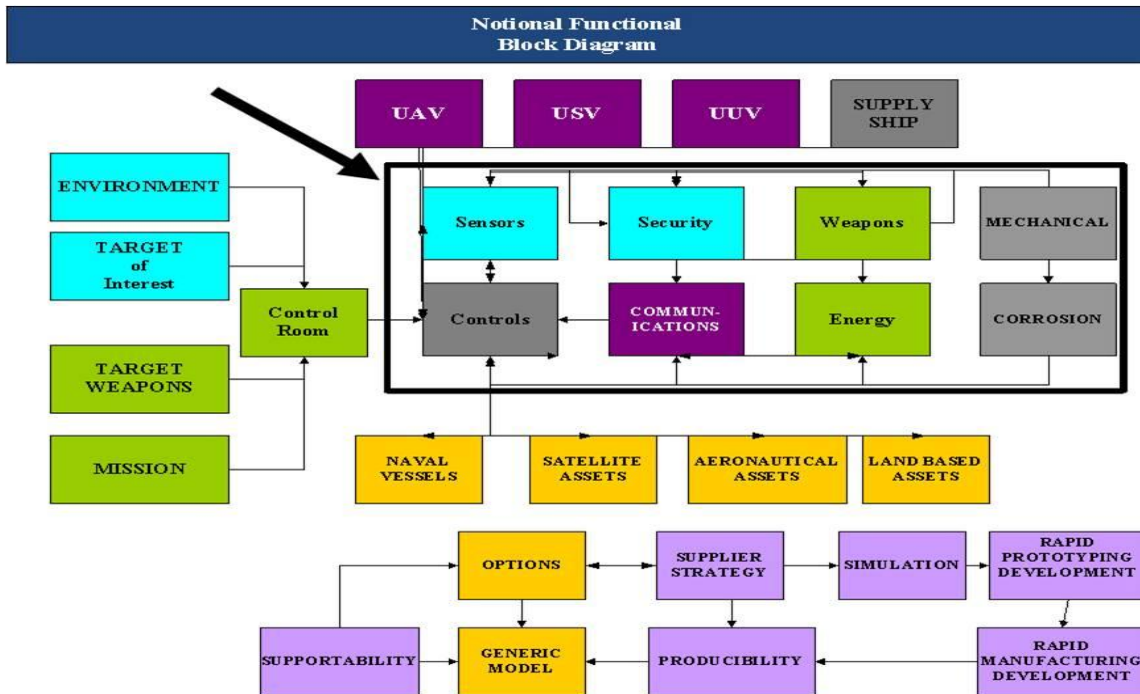 Notional Functional
Block Diagram
UAV
USV
UUV
SUPPLY
SHIP
ENVIRONMENT
TARGET
of
Interest
Control
Room
TARGET
WEAPONS
MISSION
Sensors
Security
Weapons
MECHANICAL
Controls
COMMUN-
ICATIONS
Energy
CORROSION
NAVAL
VESSELS
SATELLITE
ASSETS
AERONAUTICAL
ASSETS
LAND BASED
ASSETS
OPTIONS
SUPPLIER
STRATEGY
SIMULATION
RAPID
PROTOTYPING
DEVELOPMENT
SUPPORTABILITY
GENERIC
MODEL
PRODUCIBILITY
RAPID
MANUFACTURING
DEVELOPMENT